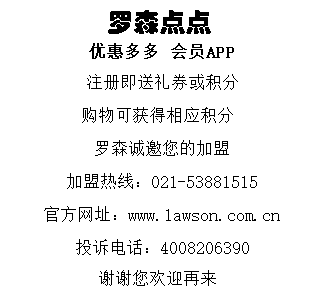 罗森点点
优惠多多 会员APP
注册即送礼券或积分
购物可获得相应积分
罗森诚邀您的加盟
加盟热线：021-53881515
官方网址：www.lawson.com.cn
投诉电话：4008206390
谢谢您欢迎再来